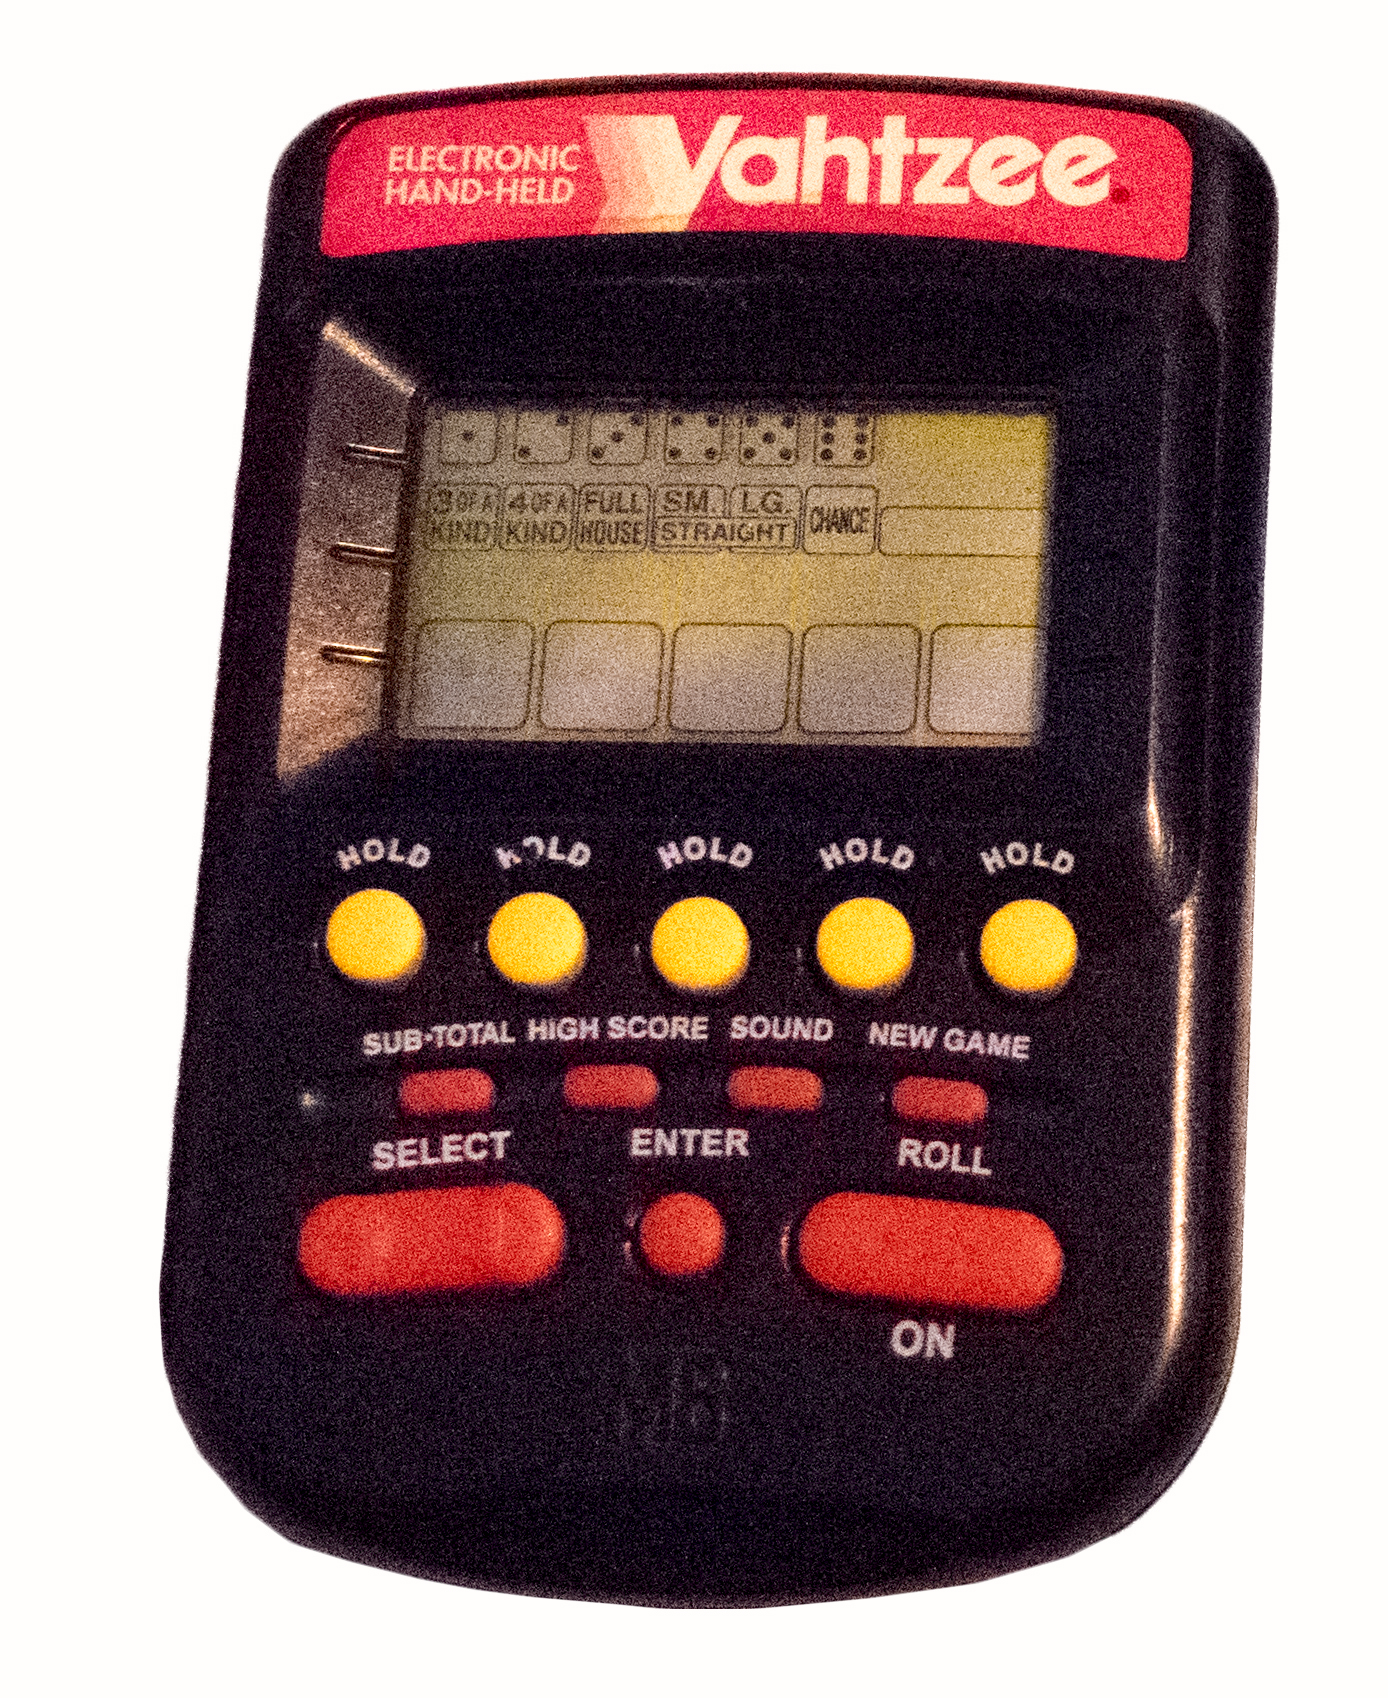 ELECTRONIC
HAND-HELD
Yahtzee
3 OF A KIND
4 OF A KIND
FULL HOUSE
SM. LG.
STRAIGHT
CHANCE
HOLD HOLD HOLD HOLD HOLD
SUB-TOTAL HIGH SCORE SOUND NEW GAME
SELECT ENTER ROLL
ON